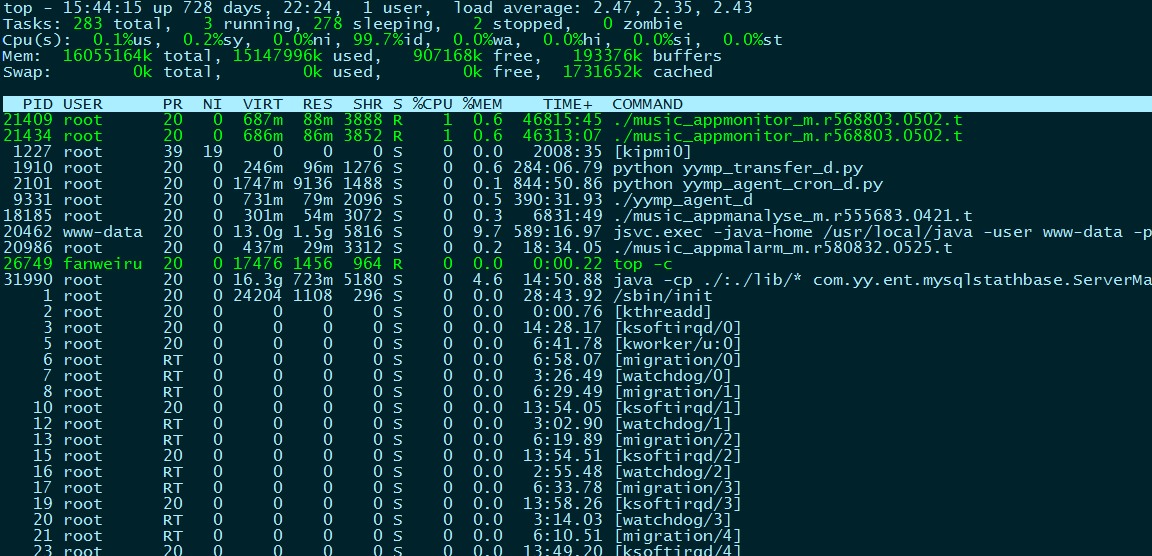 top - 15:44:15 up 728 days, 22:24,  1 user,  load average: 2.47, 2.35, 2.43
Tasks: 283 total,   3 running, 278 sleeping,   2 stopped,   0 zombie
Cpu(s):  0.1%us,  0.2%sy,  0.0%ni, 99.7%id,  0.0%wa,  0.0%hi,  0.0%si,  0.0%st
Mem:  16055164k total, 15147996k used,   907168k free,   193376k buffers
Swap:        0k total,        0k used,        0k free,  1731652k cached
  PID USER      PR  NI  VIRT  RES  SHR S %CPU %MEM    TIME+  COMMAND
21409 root      20   0  687m  88m 3888 R    1  0.6  46815:45 ./music_appmonitor_m.r568803.0502.t
21434 root      20   0  686m  86m 3852 R    1  0.6  46313:07 ./music_appmonitor_m.r568803.0502.t
 1227 root      39  19     0    0    0 S    0  0.0   2008:35 [kipmi0]
 1910 root      20   0  246m  96m 1276 S    0  0.6 284:06.79 python yymp_transfer_d.py
 2101 root      20   0 1747m 9136 1488 S    0  0.1 844:50.86 python yymp_agent_cron_d.py
 9331 root      20   0  731m  79m 2096 S    0  0.5 390:31.93 ./yymp_agent_d
18185 root      20   0  301m  54m 3072 S    0  0.3   6831:49 ./music_appmanalyse_m.r555683.0421.t
20462 www-data  20   0 13.0g 1.5g 5816 S    0  9.7 589:16.97 jsvc.exec -java-home /usr/local/java -user www-data -p
20986 root      20   0  437m  29m 3312 S    0  0.2  18:34.05 ./music_appmalarm_m.r580832.0525.t
26749 fanweiru  20   0 17476 1456  964 R    0  0.0   0:00.22 top -c
31990 root      20   0 16.3g 723m 5180 S    0  4.6  14:50.88 java -cp ./:./lib/* com.yy.ent.mysqlstathbase.ServerMa
    1 root      20   0 24204 1108  296 S    0  0.0  28:43.92 /sbin/init
    2 root      20   0     0    0    0 S    0  0.0   0:00.76 [kthreadd]
    3 root      20   0     0    0    0 S    0  0.0  14:28.17 [ksoftirqd/0]
    5 root      20   0     0    0    0 S    0  0.0   6:41.78 [kworker/u:0]
    6 root      RT   0     0    0    0 S    0  0.0   6:58.07 [migration/0]
    7 root      RT   0     0    0    0 S    0  0.0   3:26.49 [watchdog/0]
    8 root      RT   0     0    0    0 S    0  0.0   6:29.49 [migration/1]
   10 root      20   0     0    0    0 S    0  0.0  13:54.05 [ksoftirqd/1]
   12 root      RT   0     0    0    0 S    0  0.0   3:02.90 [watchdog/1]
   13 root      RT   0     0    0    0 S    0  0.0   6:19.89 [migration/2]
   15 root      20   0     0    0    0 S    0  0.0  13:54.51 [ksoftirqd/2]
   16 root      RT   0     0    0    0 S    0  0.0   2:55.48 [watchdog/2]
   17 root      RT   0     0    0    0 S    0  0.0   6:33.78 [migration/3]
   19 root      20   0     0    0    0 S    0  0.0  13:58.26 [ksoftirqd/3]
   20 root      RT   0     0    0    0 S    0  0.0   3:14.03 [watchdog/3]
   21 root      RT   0     0    0    0 S    0  0.0   6:10.51 [migration/4]
   23 root      20   0     0    0    0 S    0  0.0  13:49.20 [ksoftirqd/4]